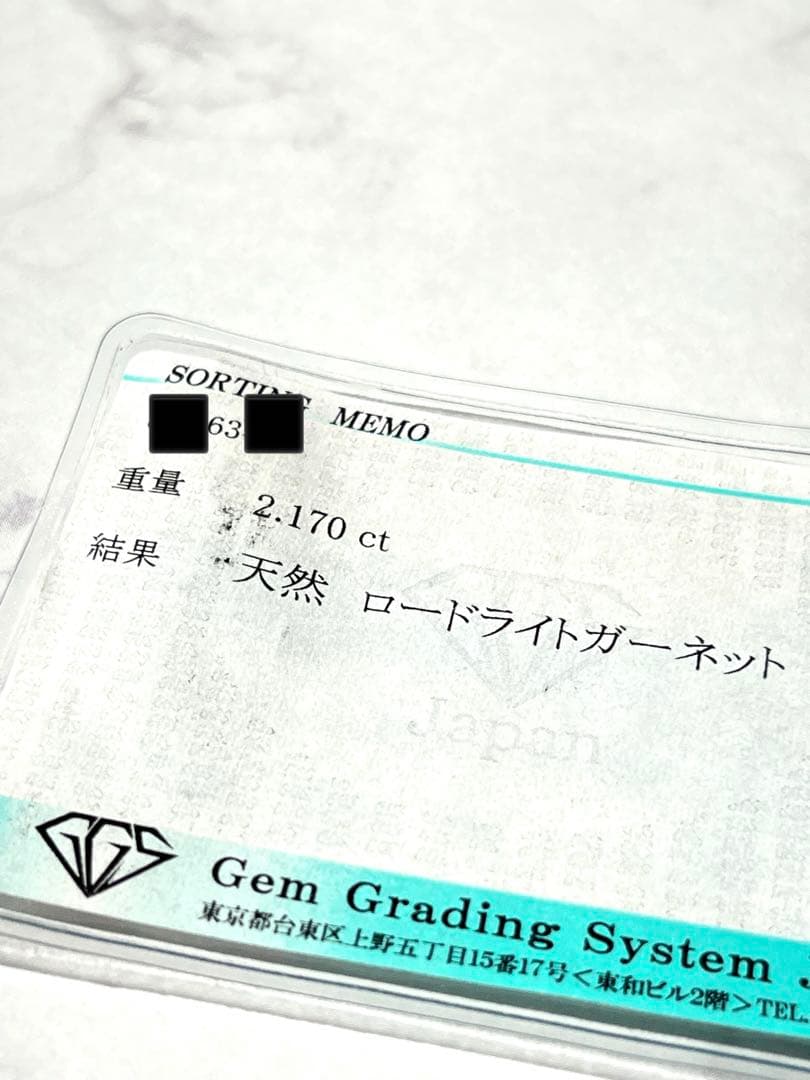 SORTING MEMO
63
重量 2.170 ct
結果 天然 ロードライトガーネット
Japan
GGS
Gem Grading System
東京都台東区上野五丁目15番17号＜東和ビル2階＞TEL.